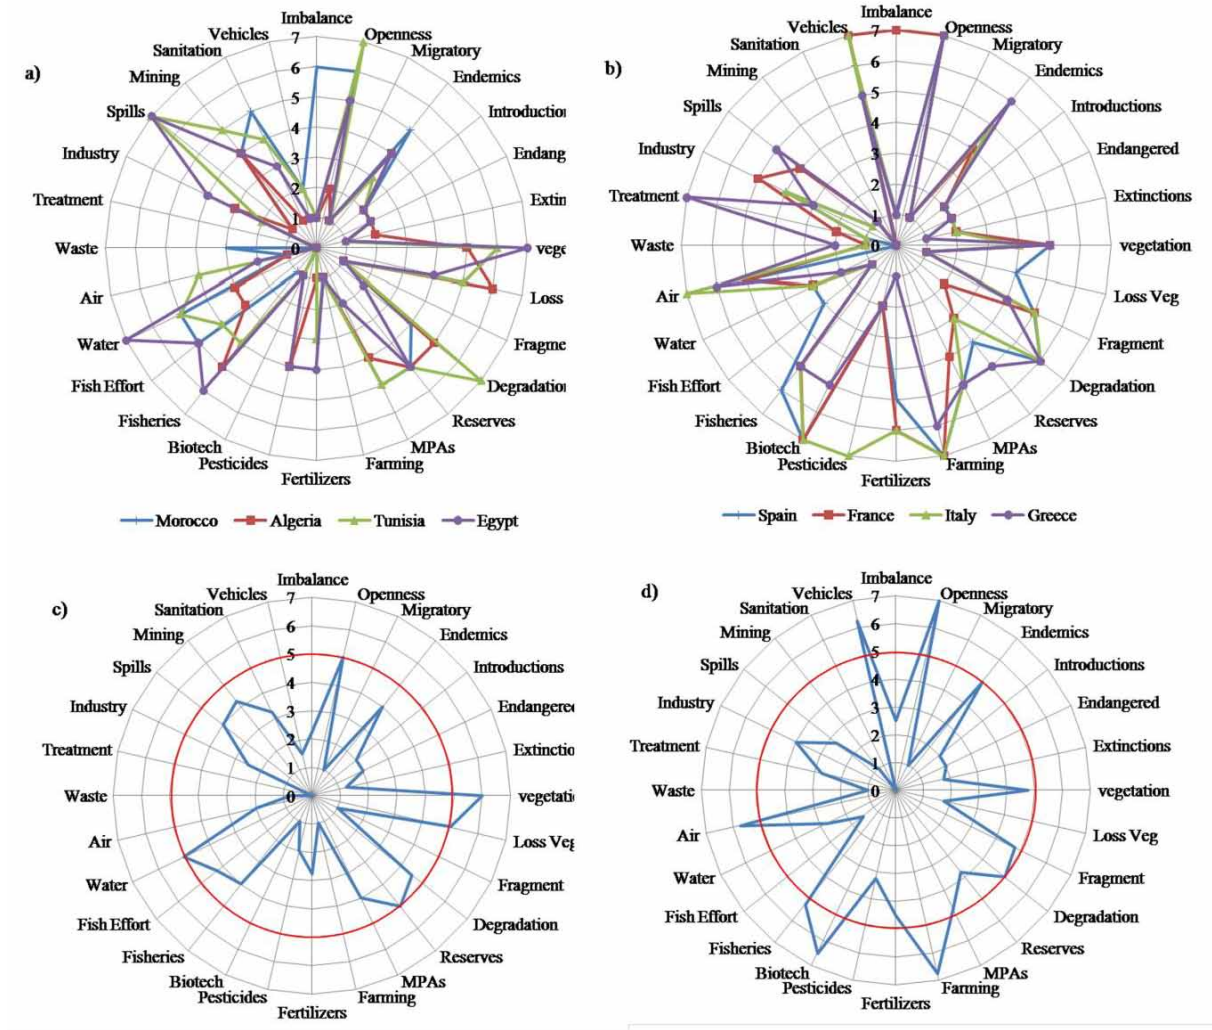 a)
Imbalance
Openness
Migratory
Endemics
Introduction
Endang
Extin
vege
Loss
Fragme
Degradation
Reserves
MPAs
Farming
Fertilizers
Pesticides
Biotech
Fisheries
Fish Effort
Water
Air
Waste
Treatment
Industry
Spills
Mining
Sanitation
Vehicles
7
6
5
4
3
2
1
0
Morocco Algeria Tunisia Egypt
b)
Imbalance
Openness
Migratory
Endemics
Introductions
Endangered
Extinctions
vegetation
Loss Veg
Fragment
Degradation
Reserves
MPAs
Farming
Fertilizers
Pesticides
Biotech
Fisheries
Fish Effort
Water
Air
Waste
Treatment
Industry
Spills
Mining
Sanitation
Vehicles
7
6
5
4
3
2
1
0
Spain France Italy Greece
c)
Imbalance
Openness
Migratory
Endemics
Introductions
Endangered
Extinctio
vegetati
Loss Veg
Fragment
Degradation
Reserves
MPAs
Farming
Fertilizers
Pesticides
Biotech
Fisheries
Fish Effort
Water
Air
Waste
Treatment
Industry
Spills
Mining
Sanitation
Vehicles
7
6
5
4
3
2
1
0
d)
Imbalance
Openness
Migratory
Endemics
Introductions
Endangered
Extinctions
vegetation
Loss Veg
Fragment
Degradation
Reserves
MPAs
Farming
Fertilizers
Pesticides
Biotech
Fisheries
Fish Effort
Water
Air
Waste
Treatment
Industry
Spills
Mining
Sanitation
Vehicles
7
6
5
4
3
2
1
0